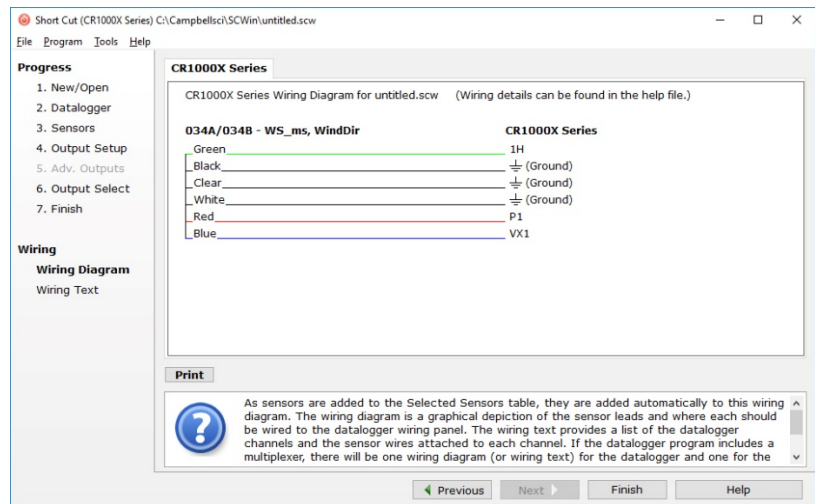 Short Cut (CR1000X Series) C:\Campbellsci\SCWin\untitled.scw
File Program Tools Help
Progress
1. New/Open
2. Datalogger
3. Sensors
4. Output Setup
5. Adv. Outputs
6. Output Select
7. Finish
Wiring
Wiring Diagram
Wiring Text
CR1000X Series
CR1000X Series Wiring Diagram for untitled.scw (Wiring details can be found in the help file.)
034A/034B - WS_ms, WindDir CR1000X Series
Green 1H
Black (Ground)
Clear (Ground)
White (Ground)
Red P1
Blue VX1
Print
As sensors are added to the Selected Sensors table, they are added automatically to this wiring
diagram. The wiring diagram is a graphical depiction of the sensor leads and where each should
be wired to the datalogger wiring panel. The wiring text provides a list of the datalogger
channels and the sensor wires attached to each channel. If the datalogger program includes a
multiplexer, there will be one wiring diagram (or wiring text) for the datalogger and one for the
Previous Next Finish Help